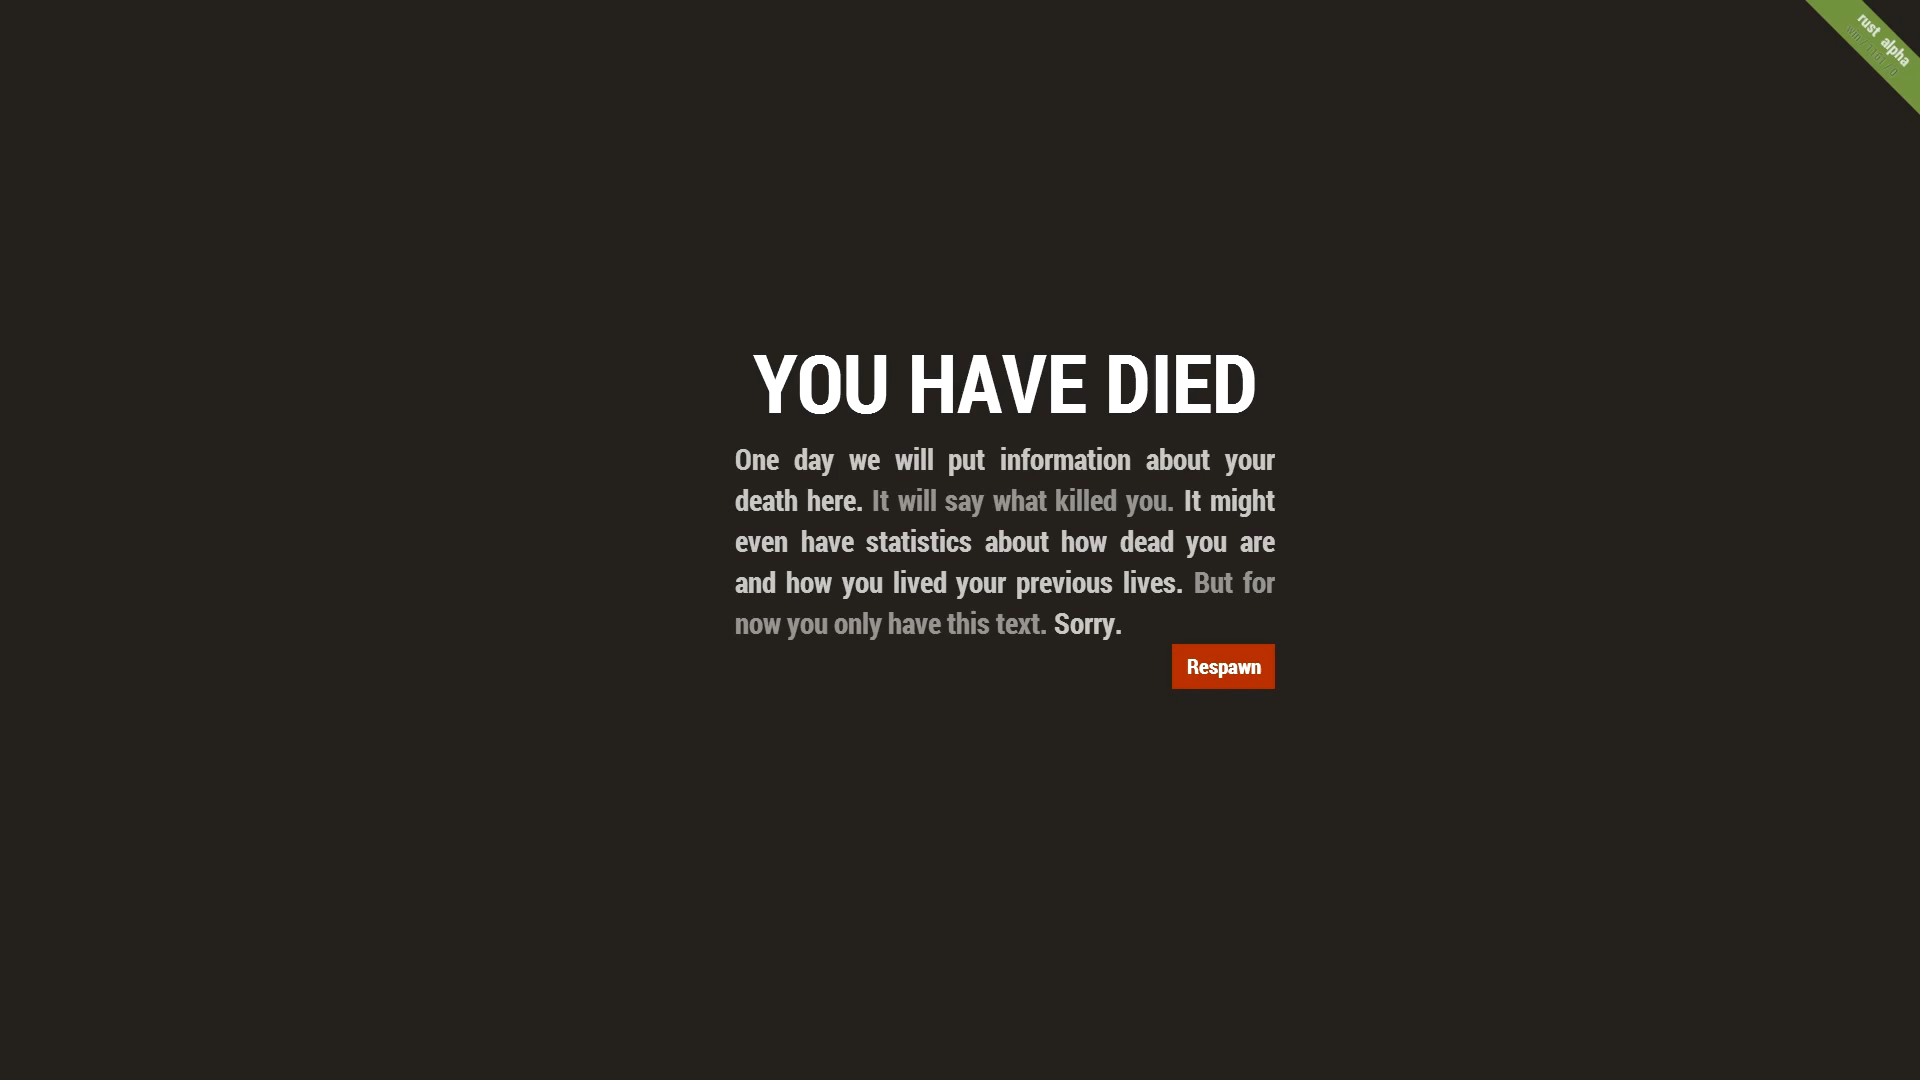 rust alpha
YOU HAVE DIED
One day we will put information about your
death here. It will say what killed you. It might
even have statistics about how dead you are
and how you lived your previous lives. But for
now you only have this text. Sorry.
Respawn